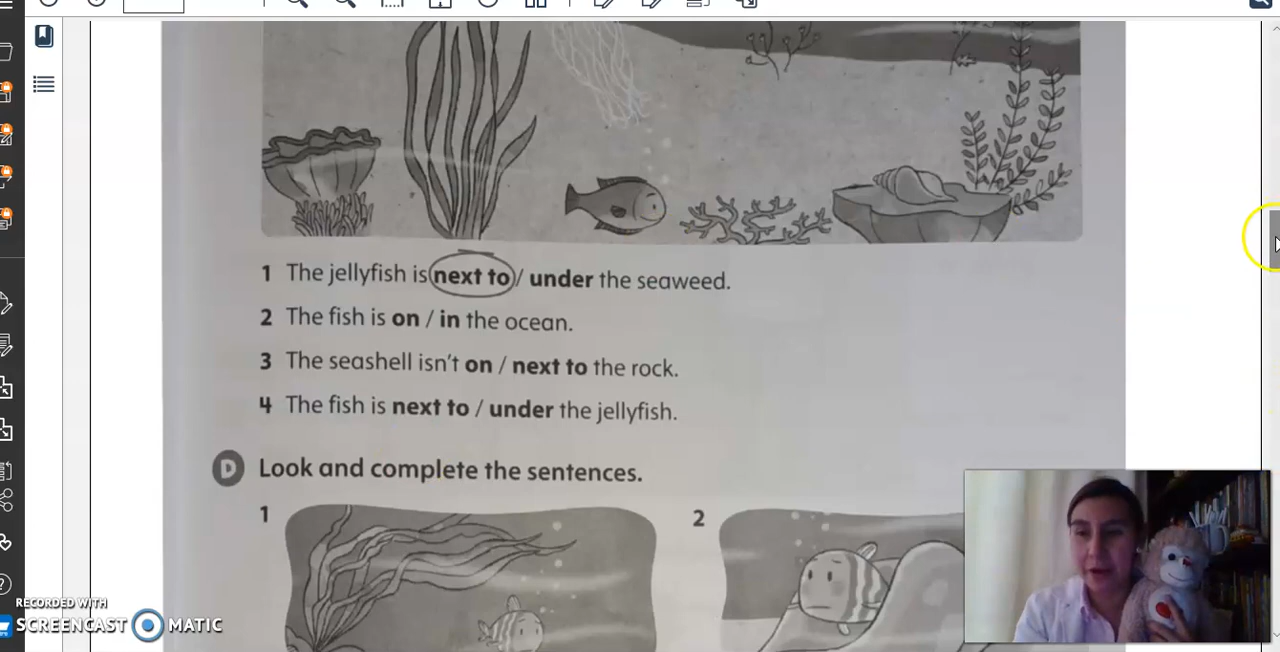 1 The jellyfish is next to / under the seaweed.
2 The fish is on / in the ocean.
3 The seashell isn't on / next to the rock.
4 The fish is next to / under the jellyfish.
D Look and complete the sentences.
1 2
RECORDED WITH
SCREENCAST MATIC